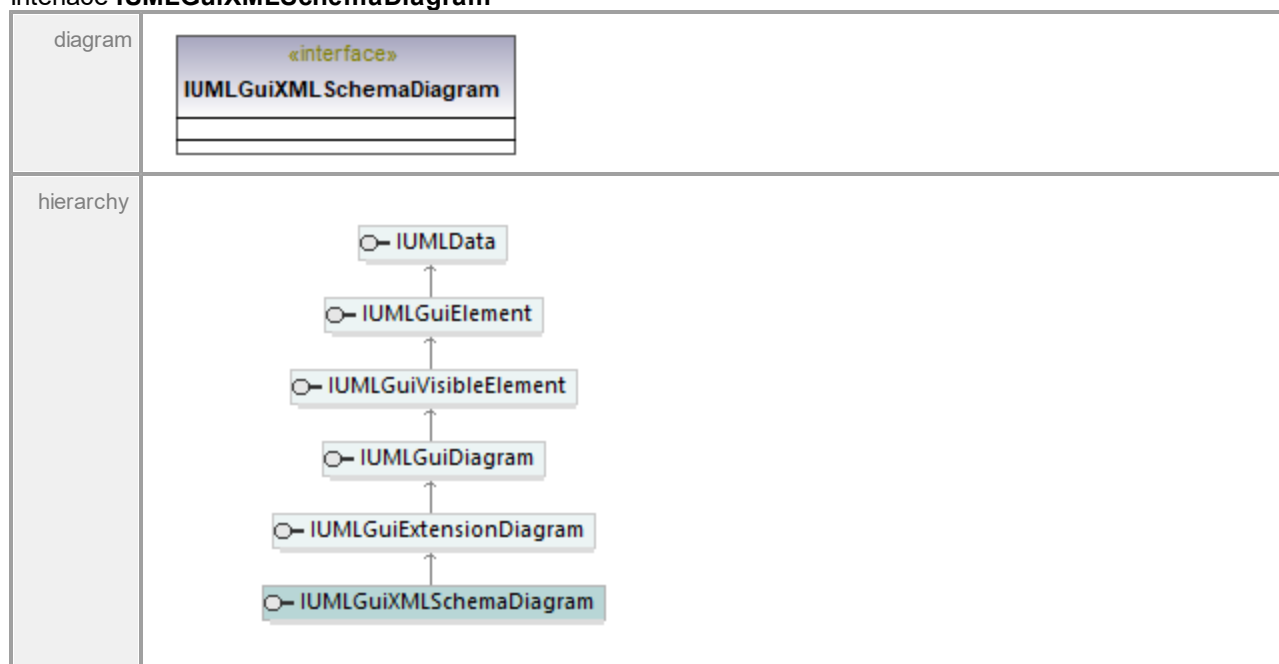 interface IUMLGuiXMLSchemaDiagram
diagram
«interface»
IUMLGuiXMLSchemaDiagram
hierarchy
IUMLData
IUMLGuiElement
IUMLGuiVisibleElement
IUMLGuiDiagram
IUMLGuiExtensionDiagram
IUMLGuiXMLSchemaDiagram